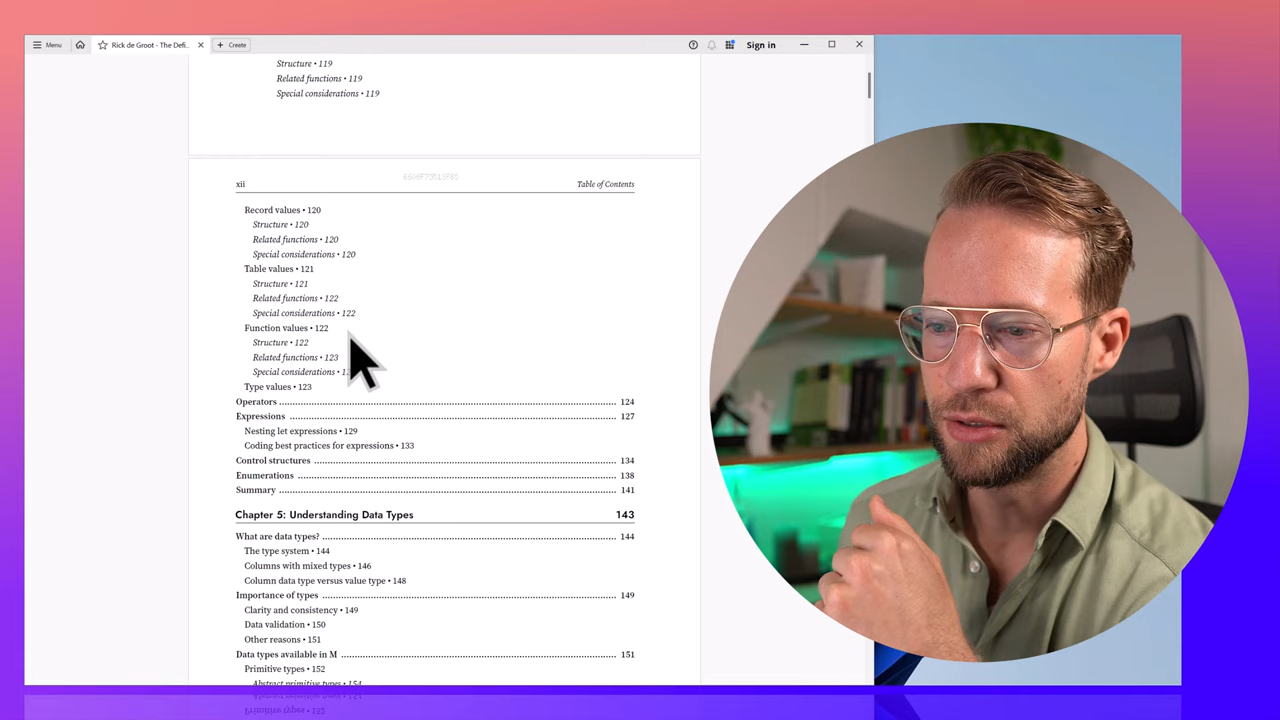 Menu
Rick de Groot - The Defi...
Create
Sign in
Structure • 119
Related functions • 119
Special considerations • 119
xii
Table of Contents
Record values • 120
Structure • 120
Related functions • 120
Special considerations • 120
Table values • 121
Structure • 121
Related functions • 122
Special considerations • 122
Function values • 122
Structure • 122
Related functions • 123
Special considerations •
Type values • 123
Operators 124
Expressions 127
Nesting let expressions • 129
Coding best practices for expressions • 133
Control structures 134
Enumerations 138
Summary 141
Chapter 5: Understanding Data Types 143
What are data types? 144
The type system • 144
Columns with mixed types • 146
Column data type versus value type • 148
Importance of types 149
Clarity and consistency • 149
Data validation • 150
Other reasons • 151
Data types available in M 151
Primitive types • 152
Abstract primitive types • 154